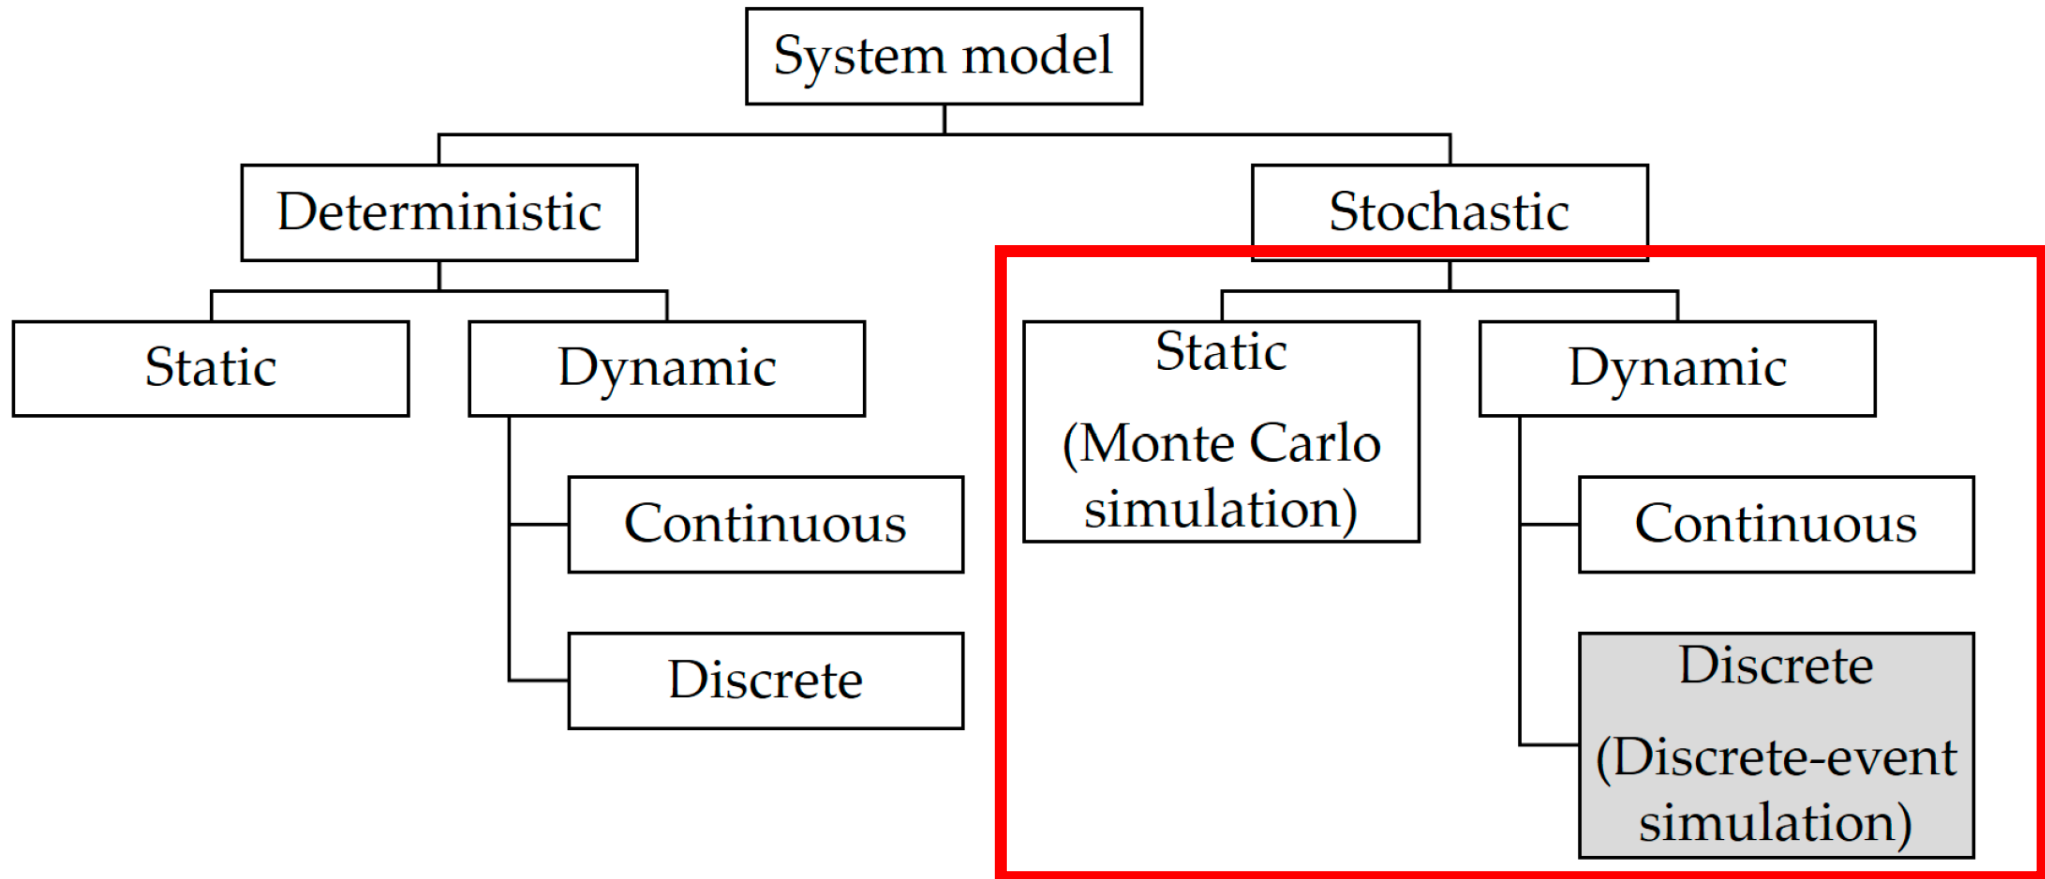 System model
Deterministic
Stochastic
Static
Dynamic
Static
(Monte Carlo
simulation)
Dynamic
Continuous
Continuous
Discrete
Discrete
(Discrete-event
simulation)